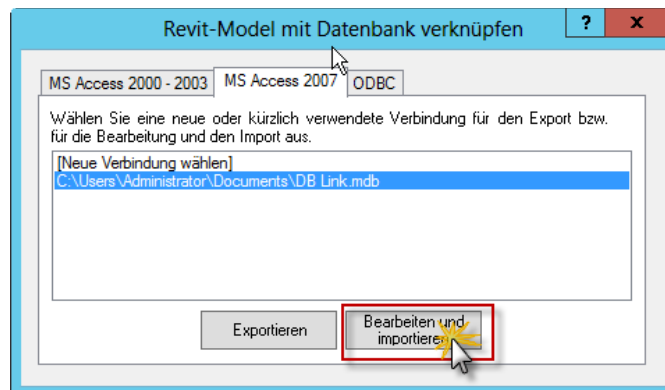 Revit-Model mit Datenbank verknüpfen
? x
MS Access 2000 - 2003 MS Access 2007 ODBC
Wählen Sie eine neue oder kürzlich verwendete Verbindung für den Export bzw.
für die Bearbeitung und den Import aus.
[Neue Verbindung wählen]
C:\Users\Administrator\Documents\DB Link.mdb
Exportieren
Bearbeiten und
importieren